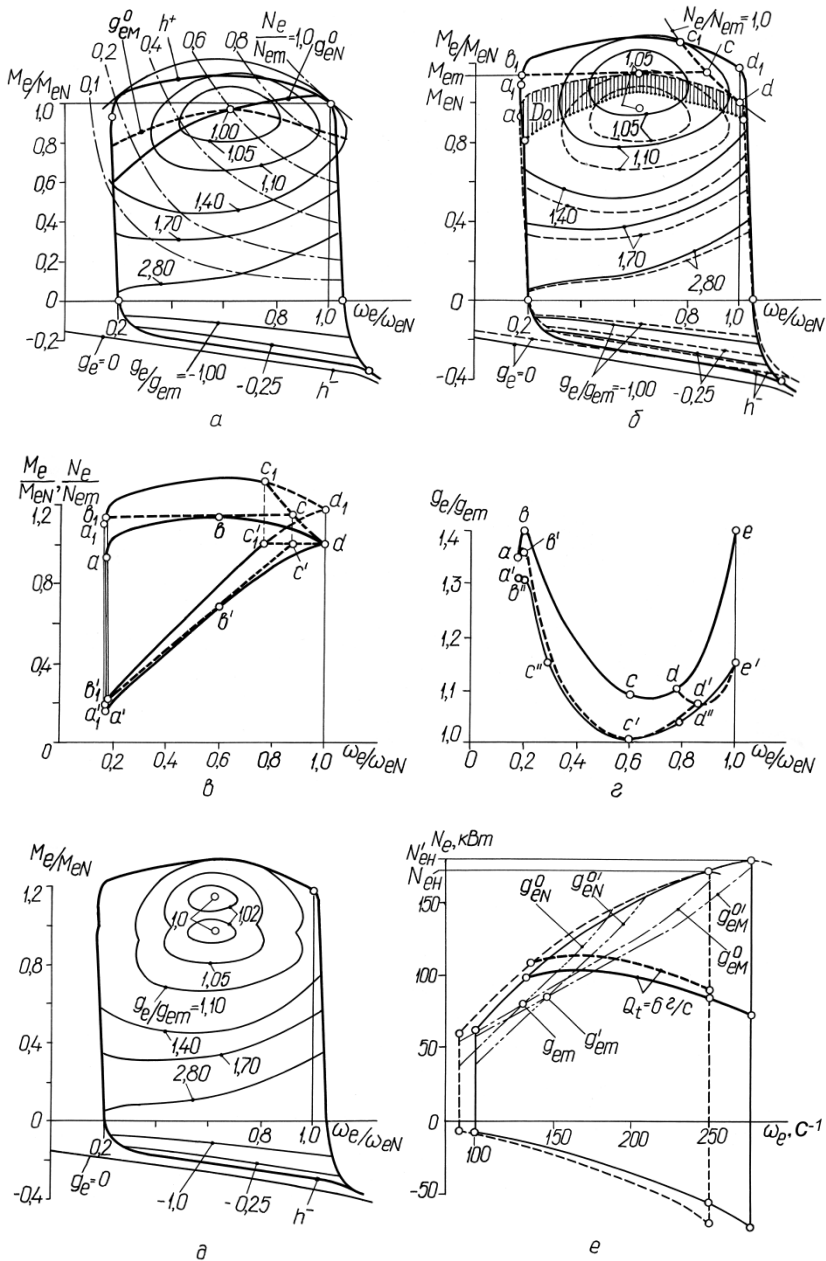 g⁰eм
h⁺
0,2
0,4
0,6
0,8
Ne/Nem=1,0
g⁰eN
0,1
Me/MeN
1,0
0,8
0,6
0,4
0,2
0
-0,2
1,00
1,05
1,10
1,40
1,70
2,80
0,2
0,8
1,0
ωe/ωeN
ge=0
ge/gem=-1,00
-0,25
h⁻
а
Me/MeN
Ne/Nem=1,0
Mem
MeN
в₁
a₁
a
De
c₁
c
d₁
d
1,05
1,05
1,10
0,8
0,4
0
-0,4
1,40
1,70
2,80
0,2
0,8
1,0
ωe/ωeN
ge=0
ge/gem=-1,00
-0,25
h⁻
б
Me/MeN, Ne/Nem
1,2
0,8
0,4
0
в₁
a₁
a
в
c₁
c
d₁
d
c₁'
c'
в'
в₁'
a₁'
a'
0,2
0,4
0,6
0,8
1,0
ωe/ωeN
в
ge/gem
1,4
1,3
1,2
1,1
1,0
в
a
в'
a'
в"
c"
c
c'
d
d'
d"
e
e'
0
0,2
0,4
0,6
0,8
1,0
ωe/ωeN
г
Me/MeN
1,2
0,8
0,4
0
-0,4
1,0
1,02
1,05
ge/gem=1,10
1,40
1,70
2,80
0,2
0,8
1,0
ωe/ωeN
ge=0
-1,0
-0,25
h⁻
д
N'eН
Ne, кВт
NeН
150
100
50
0
-50
g⁰eN
g⁰'eN
g⁰'eM
g⁰eM
Qt=6г/с
gem
g'em
100
150
200
250
ωe, с⁻¹
е